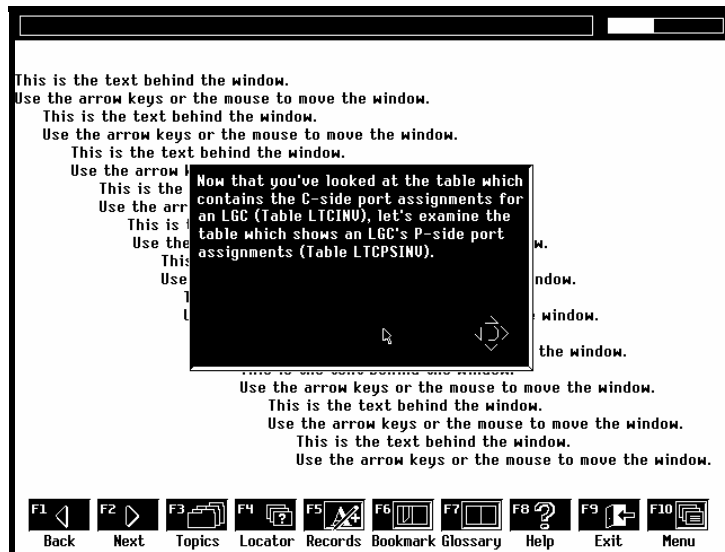 This is the text behind the window.
Use the arrow keys or the mouse to move the window.
This is the text behind the window.
Use the arrow keys or the mouse to move the window.
This is the text behind the window.
Use the arrow
This is the
Use the arr
This is
Use the
This
Use
Now that you've looked at the table which
contains the C-side port assignments for
an LGC (Table LTCINV), let's examine the
table which shows an LGC's P-side port
assignments (Table LTCPSINV).
w.
ndow.
window.
the window.
This is the text behind the window.
Use the arrow keys or the mouse to move the window.
This is the text behind the window.
Use the arrow keys or the mouse to move the window.
This is the text behind the window.
Use the arrow keys or the mouse to move the window.
F1 F2 F3 F4 F5 F6 F7 F8 F9 F10
Back Next Topics Locator Records Bookmark Glossary Help Exit Menu